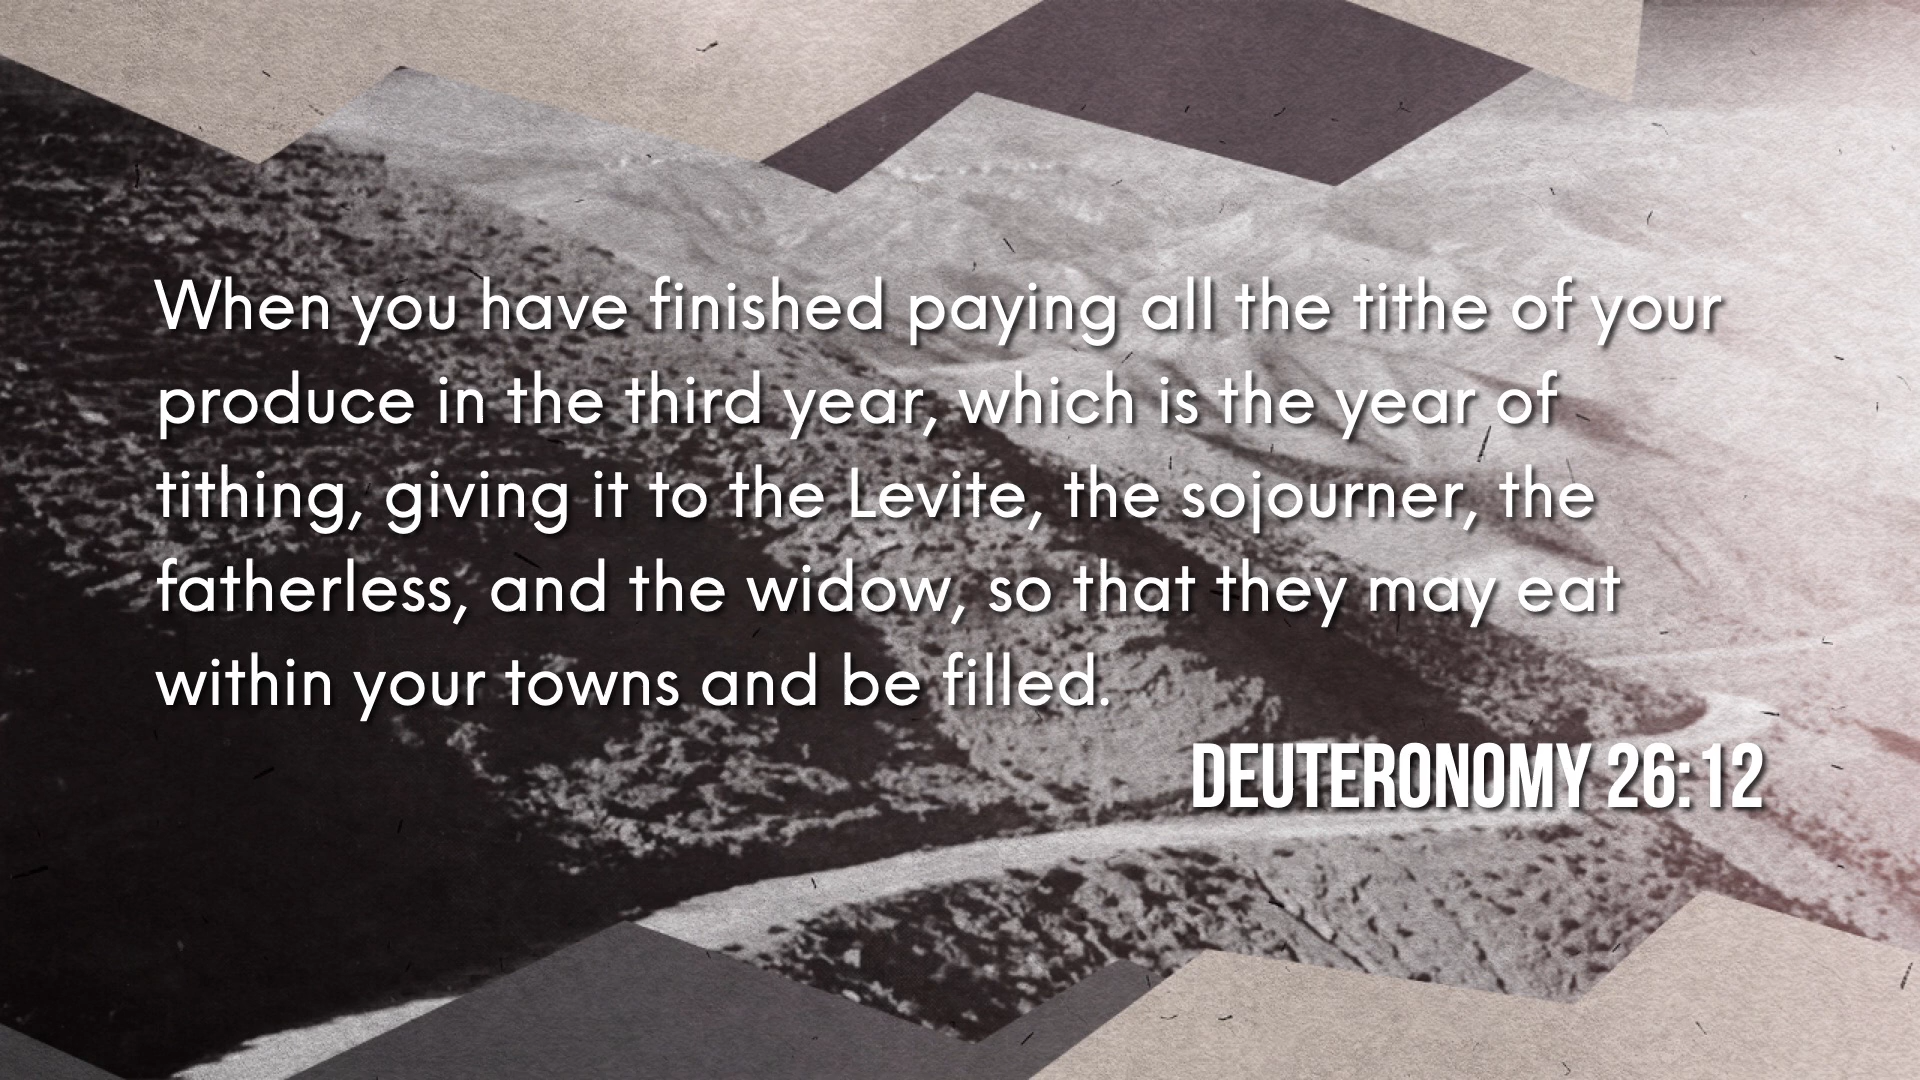 When you have finished paying all the tithe of your
produce in the third year, which is the year of
tithing, giving it to the Levite, the sojourner, the
fatherless, and the widow, so that they may eat
within your towns and be filled.
DEUTERONOMY 26:12